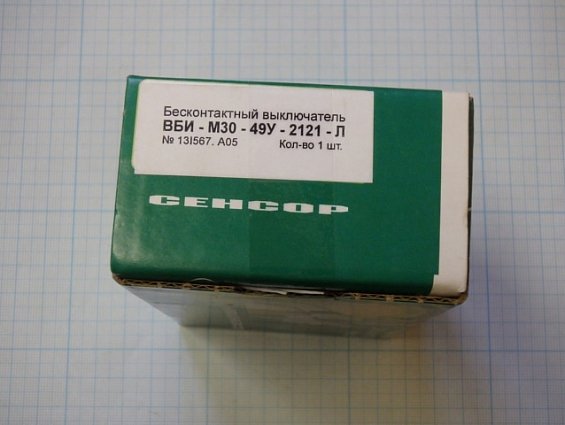 Бесконтактный выключатель
ВБИ - М30 - 49У - 2121 - Л
№ 13I567. А05 Кол-во 1 шт.
СЕНСОР